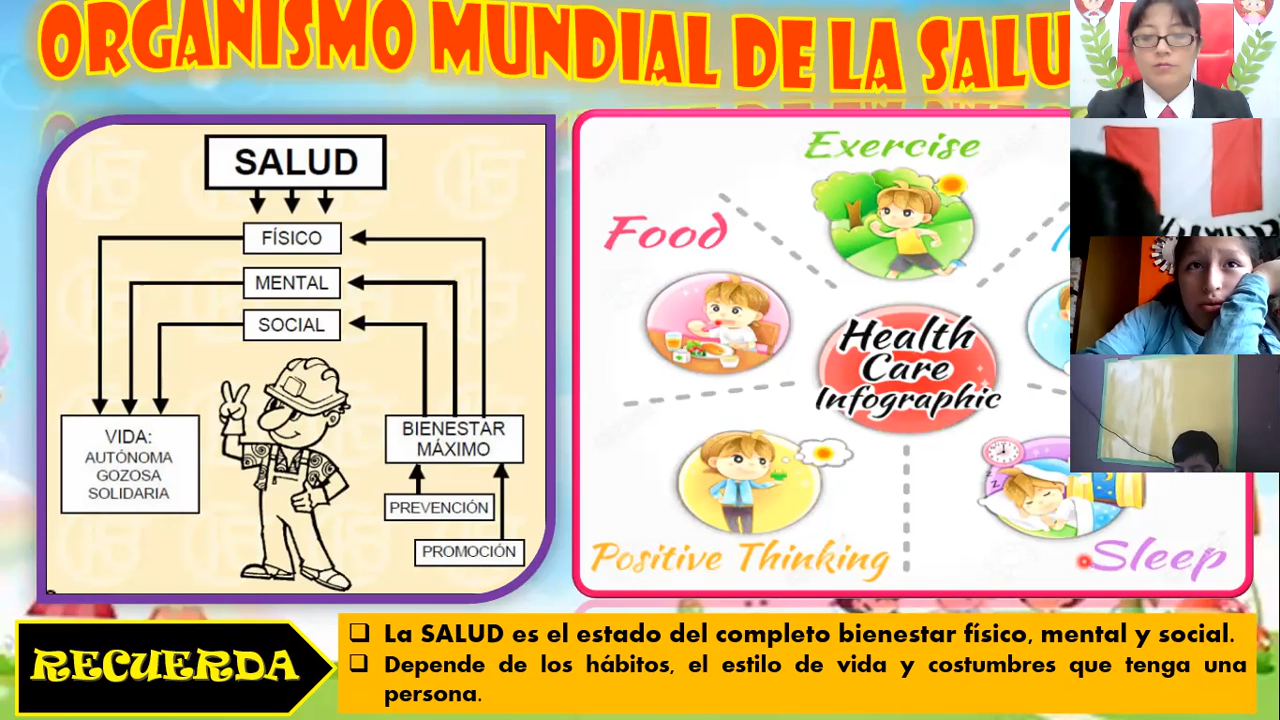 ORGANISMO MUNDIAL DE LA SALU
SALUD
FÍSICO
MENTAL
SOCIAL
VIDA:
AUTÓNOMA
GOZOSA
SOLIDARIA
BIENESTAR
MÁXIMO
PREVENCIÓN
PROMOCIÓN
Exercise
Food
Health
Care
Infographic
Positive Thinking
Sleep
RECUERDA
❑ La SALUD es el estado del completo bienestar físico, mental y social.
❑ Depende de los hábitos, el estilo de vida y costumbres que tenga una
persona.